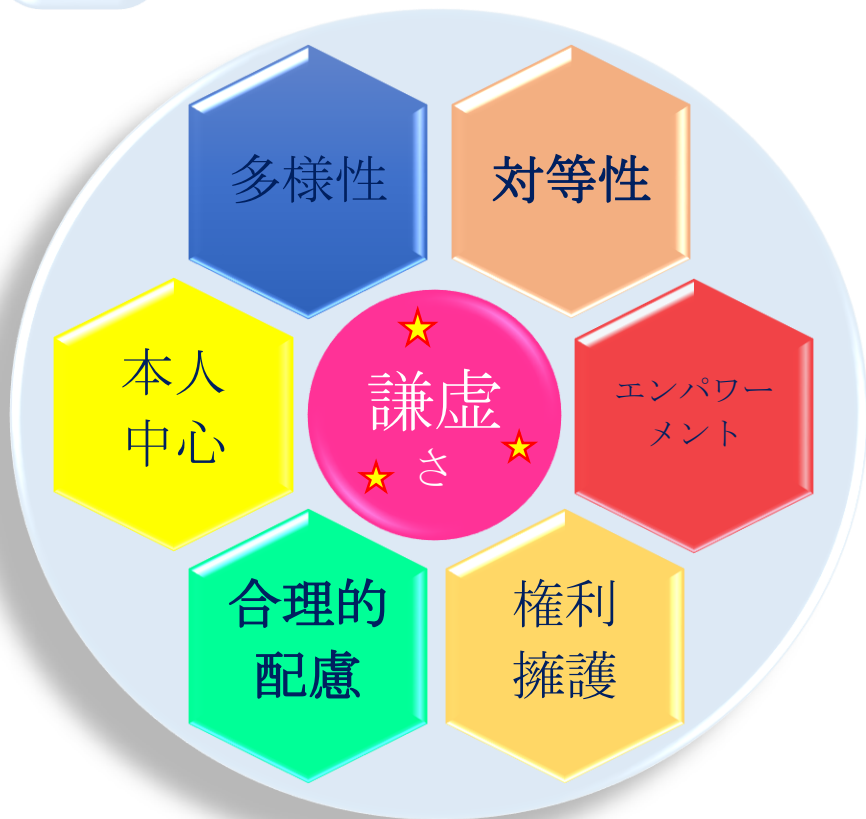 多様性
対等性
本人
中心
謙虚
さ
エンパワー
メント
合理的
配慮
権利
擁護